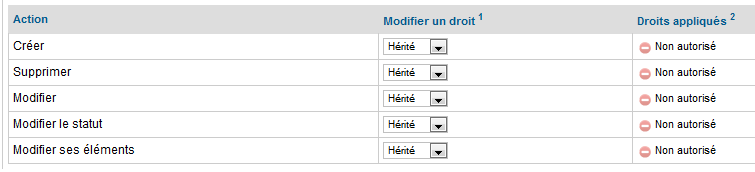 Action Modifier un droit 1 Droits appliqués 2
Créer Hérité Non autorisé
Supprimer Hérité Non autorisé
Modifier Hérité Non autorisé
Modifier le statut Hérité Non autorisé
Modifier ses éléments Hérité Non autorisé